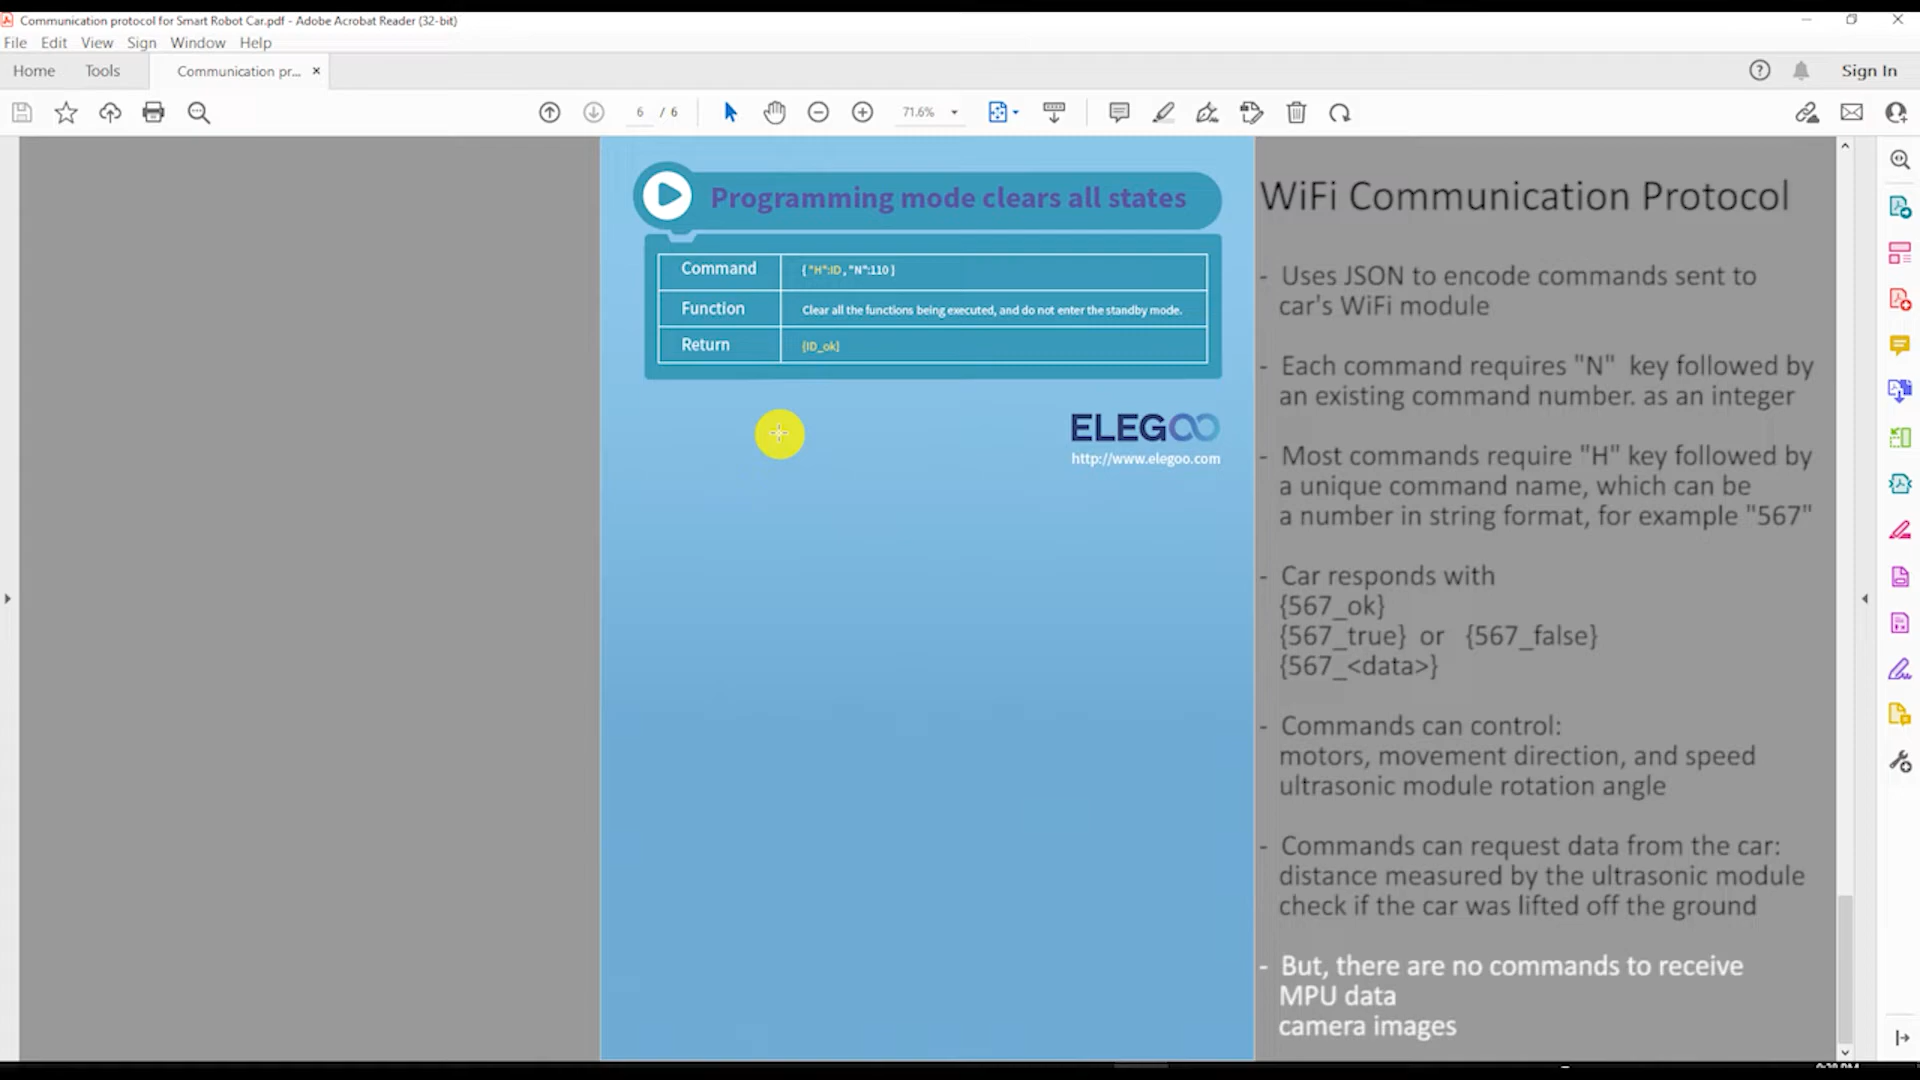 Communication protocol for Smart Robot Car.pdf - Adobe Acrobat Reader (32-bit)
File Edit View Sign Window Help
Home Tools Communication pr... × Sign In
6 / 6 71.6%
Programming mode clears all states
Command { "H":ID , "N":110 }
Function Clear all the functions being executed, and do not enter the standby mode.
Return {ID_ok}
ELEGOO
http://www.elegoo.com
WiFi Communication Protocol
- Uses JSON to encode commands sent to
car's WiFi module
- Each command requires "N" key followed by
an existing command number. as an integer
- Most commands require "H" key followed by
a unique command name, which can be
a number in string format, for example "567"
- Car responds with
{567_ok}
{567_true} or {567_false}
{567_<data>}
- Commands can control:
motors, movement direction, and speed
ultrasonic module rotation angle
- Commands can request data from the car:
distance measured by the ultrasonic module
check if the car was lifted off the ground
- But, there are no commands to receive
MPU data
camera images